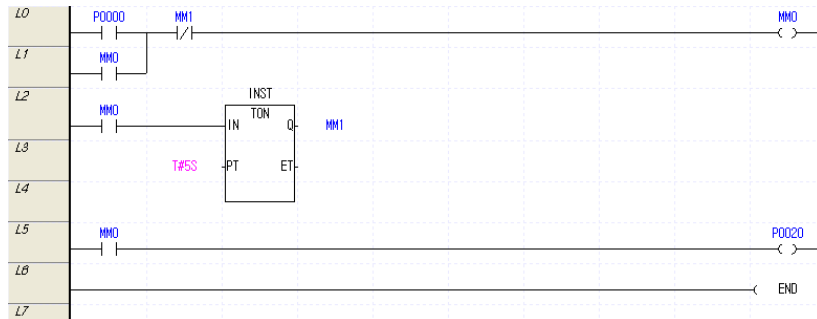 L0 P0000 MM1 MM0
L1 MM0
L2 INST
MM0 TON
IN Q MM1
L3 T#5S PT ET
L4
L5 MM0 P0020
L6 END
L7